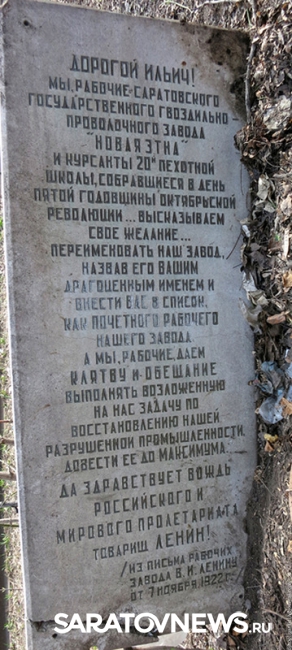 ДОРОГОЙ ИЛЬИЧ!
МЫ, РАБОЧИЕ САРАТОВСКОГО
ГОСУДАРСТВЕННОГО ГВОЗДИЛЬНО-
ПРОВОЛОЧНОГО ЗАВОДА
"НОВАЯ ЭТНА"
И КУРСАНТЫ 20й ПЕХОТНОЙ
ШКОЛЫ, СОБРАВШИЕСЯ В ДЕНЬ
ПЯТОЙ ГОДОВЩИНЫ ОКТЯБРЬСКОЙ
РЕВОЛЮЦИИ... ВЫСКАЗЫВАЕМ
СВОЕ ЖЕЛАНИЕ...
ПЕРЕИМЕНОВАТЬ НАШ ЗАВОД,
НАЗВАВ ЕГО ВАШИМ
ДРАГОЦЕННЫМ ИМЕНЕМ И
ВНЕСТИ ВАС В СПИСОК,
КАК ПОЧЕТНОГО РАБОЧЕГО
НАШЕГО ЗАВОДА.
А МЫ, РАБОЧИЕ, ДАЕМ
КЛЯТВУ И ОБЕЩАНИЕ
ВЫПОЛНЯТЬ ВОЗЛОЖЕННУЮ
НА НАС ЗАДАЧУ ПО
ВОССТАНОВЛЕНИЮ НАШЕЙ
РАЗРУШЕННОЙ ПРОМЫШЛЕННОСТИ,
ДОВЕСТИ ЕЕ ДО МАКСИМУМА.
ДА ЗДРАВСТВУЕТ ВОЖДЬ
РОССИЙСКОГО И
МИРОВОГО ПРОЛЕТАРИАТА
ТОВАРИЩ ЛЕНИН!
/ИЗ ПИСЬМА РАБОЧИХ
ЗАВОДА В. И. ЛЕНИНУ
ОТ 7 НОЯБРЯ 1922 Г./
SARATOVNEWS.RU